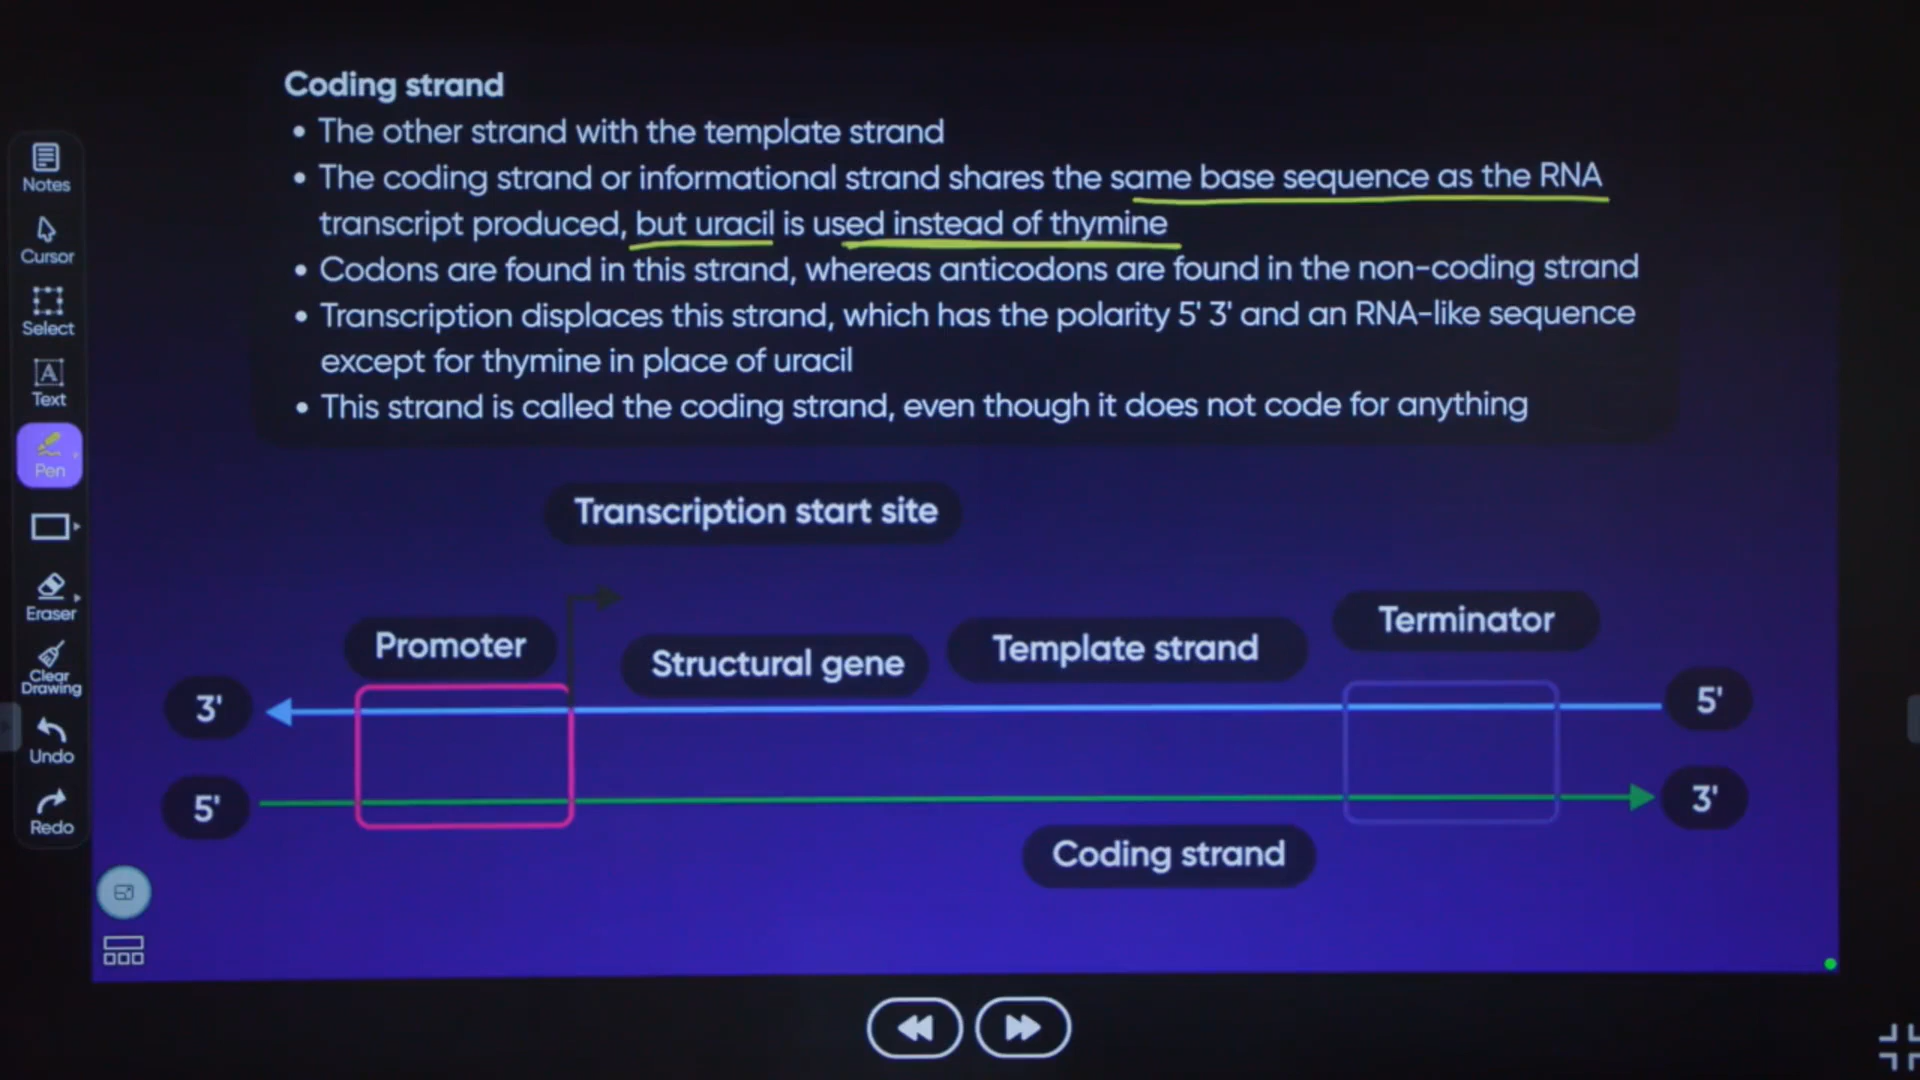 Coding strand
• The other strand with the template strand
• The coding strand or informational strand shares the same base sequence as the RNA
transcript produced, but uracil is used instead of thymine
• Codons are found in this strand, whereas anticodons are found in the non-coding strand
• Transcription displaces this strand, which has the polarity 5' 3' and an RNA-like sequence
except for thymine in place of uracil
• This strand is called the coding strand, even though it does not code for anything
Notes
Cursor
Select
Text
Pen
Eraser
Clear
Drawing
Undo
Redo
Transcription start site
Promoter
Structural gene
Template strand
Terminator
3'
5'
5'
3'
Coding strand